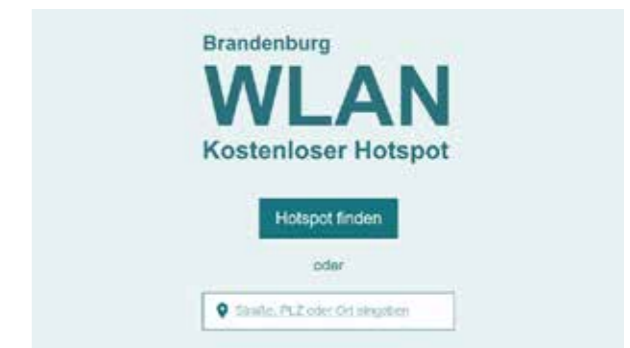 Brandenburg
WLAN
Kostenloser Hotspot
Hotspot finden
oder
Straße, PLZ oder Ort eingeben